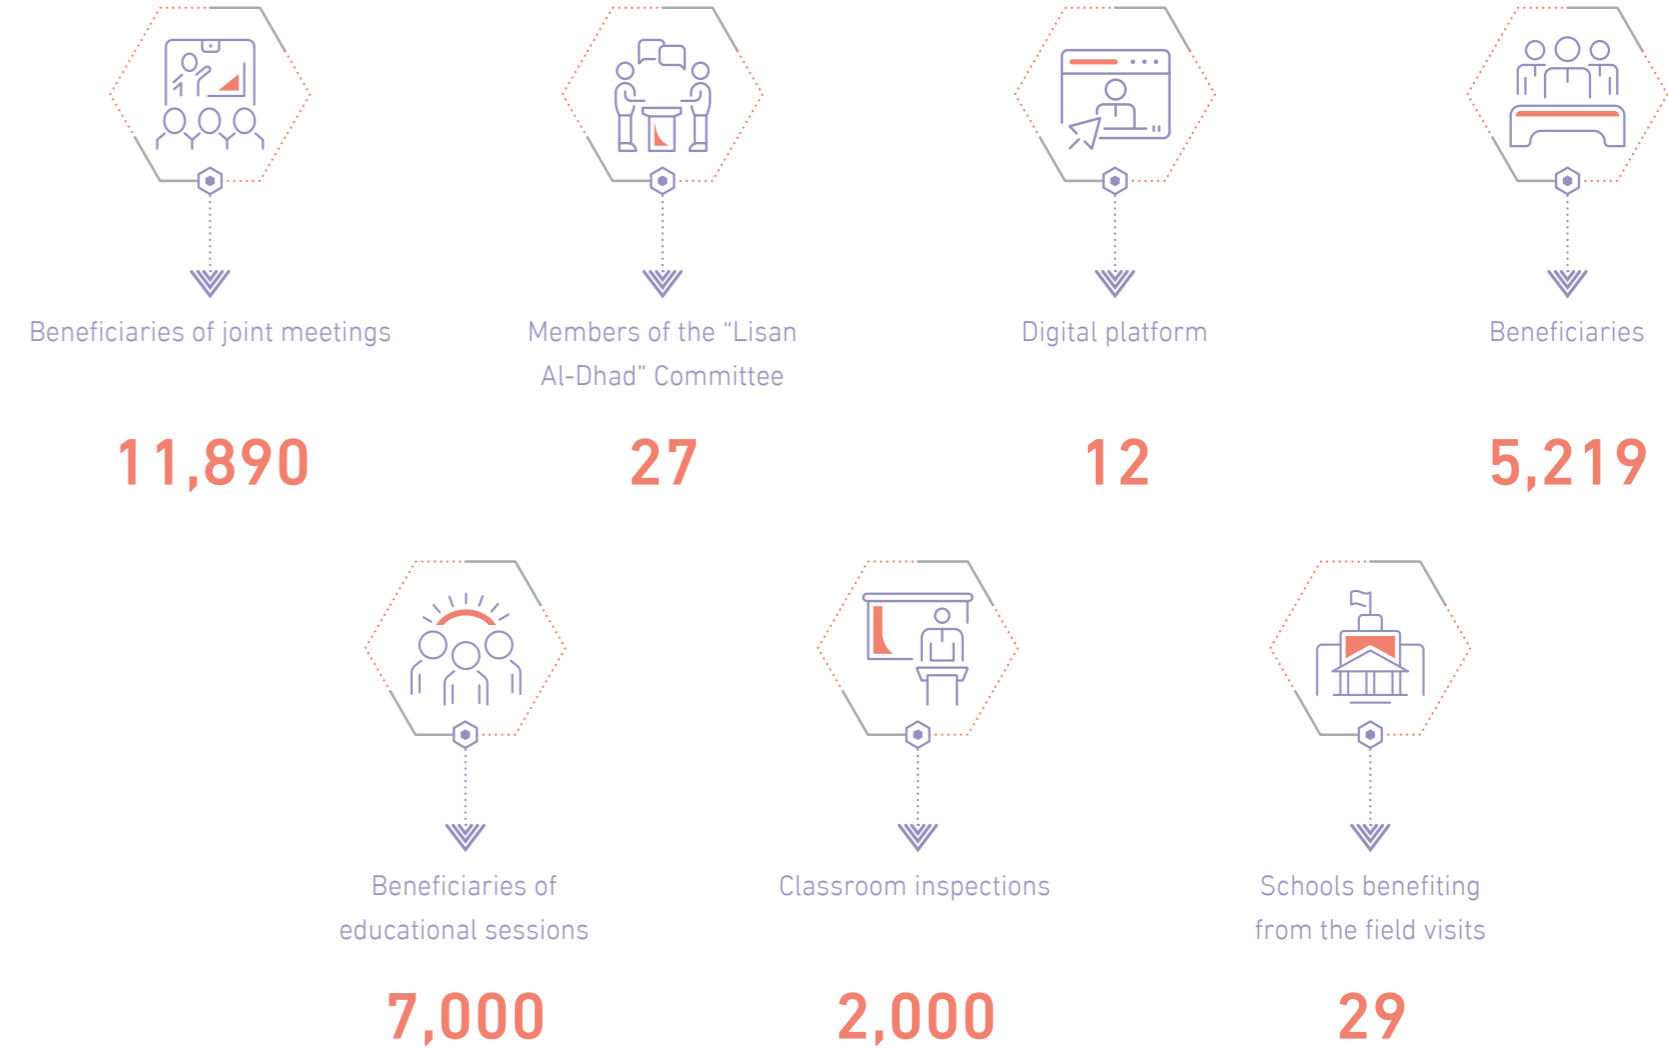 Beneficiaries of joint meetings
11,890
Members of the “Lisan
Al-Dhad” Committee
27
Digital platform
12
Beneficiaries
5,219
Beneficiaries of
educational sessions
7,000
Classroom inspections
2,000
Schools benefiting
from the field visits
29